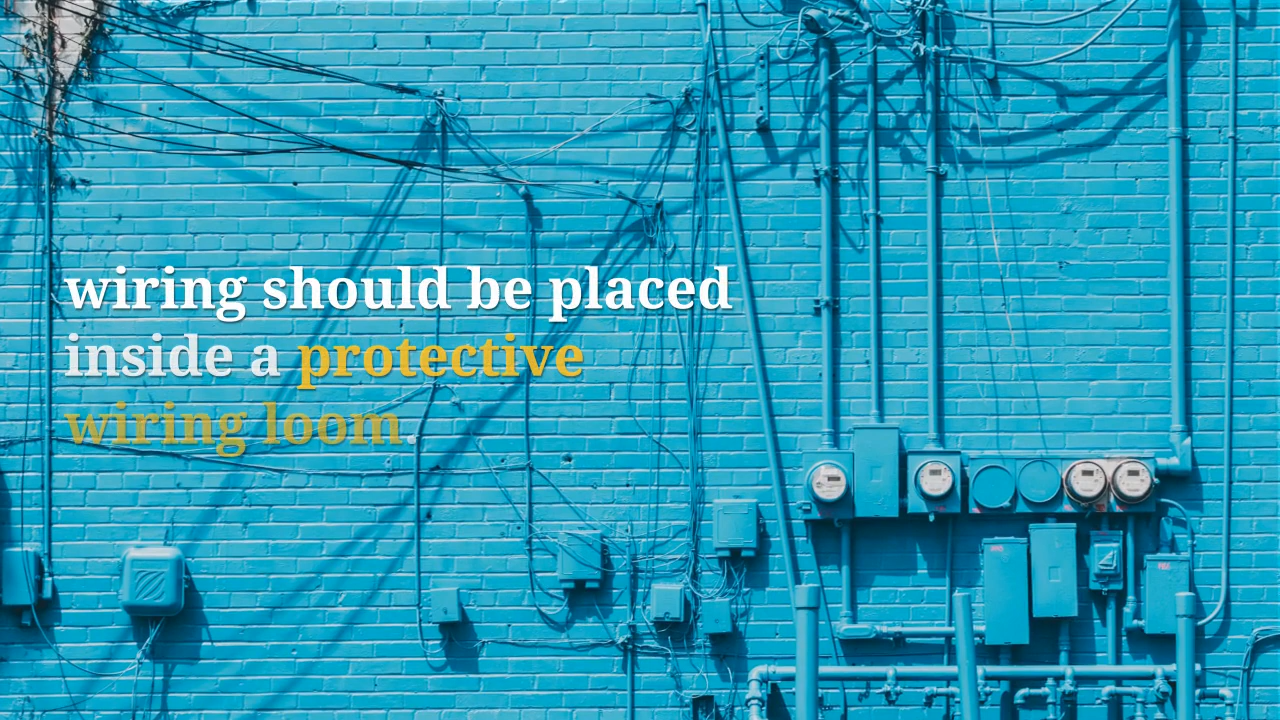 wiring should be placed
inside a protective
wiring loom.